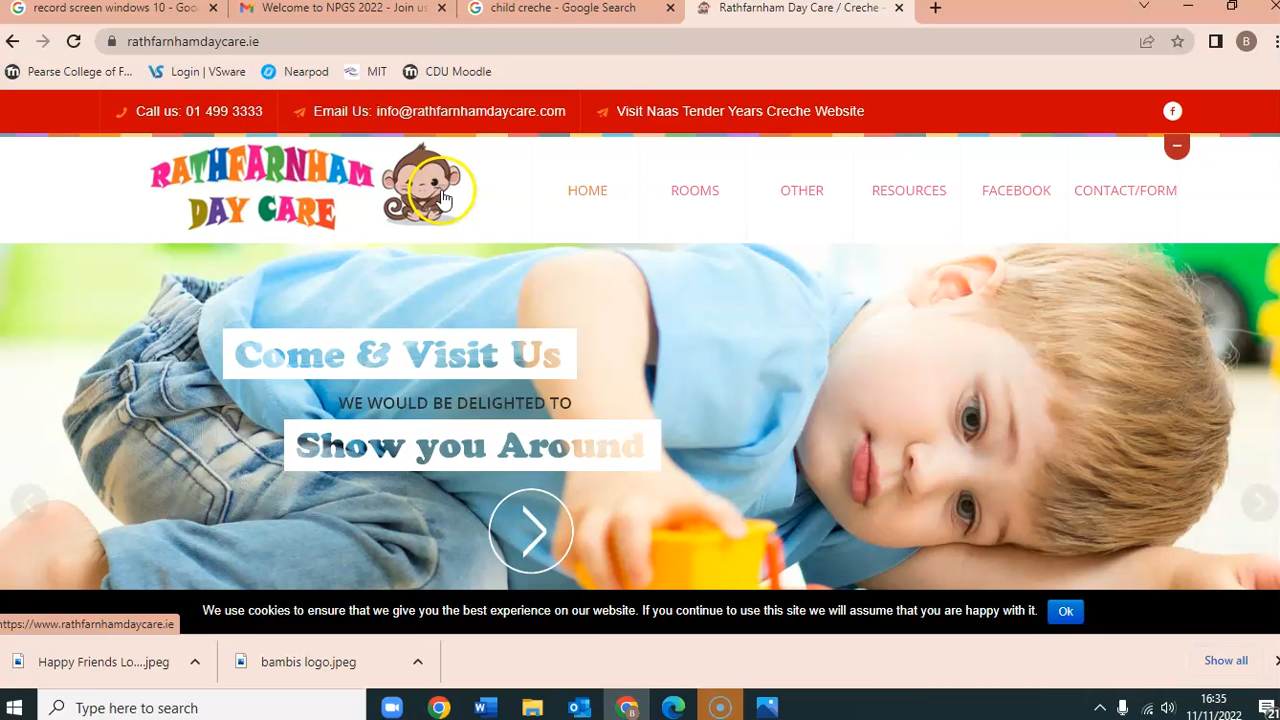 record screen windows 10 - Goo
Welcome to NPGS 2022 - Join us
child creche - Google Search
Rathfarnham Day Care / Creche -
rathfarnhamdaycare.ie
B
Pearse College of F...
Login | VSware
Nearpod
MIT
CDU Moodle
Call us: 01 499 3333
Email Us: info@rathfarnhamdaycare.com
Visit Naas Tender Years Creche Website
RATHFARNHAM
DAY CARE
HOME
ROOMS
OTHER
RESOURCES
FACEBOOK
CONTACT/FORM
Come & Visit Us
WE WOULD BE DELIGHTED TO
Show you Around
We use cookies to ensure that we give you the best experience on our website. If you continue to use this site we will assume that you are happy with it.
Ok
https://www.rathfarnhamdaycare.ie
Happy Friends Lo....jpeg
bambis logo.jpeg
Show all
Type here to search
16:35
11/11/2022